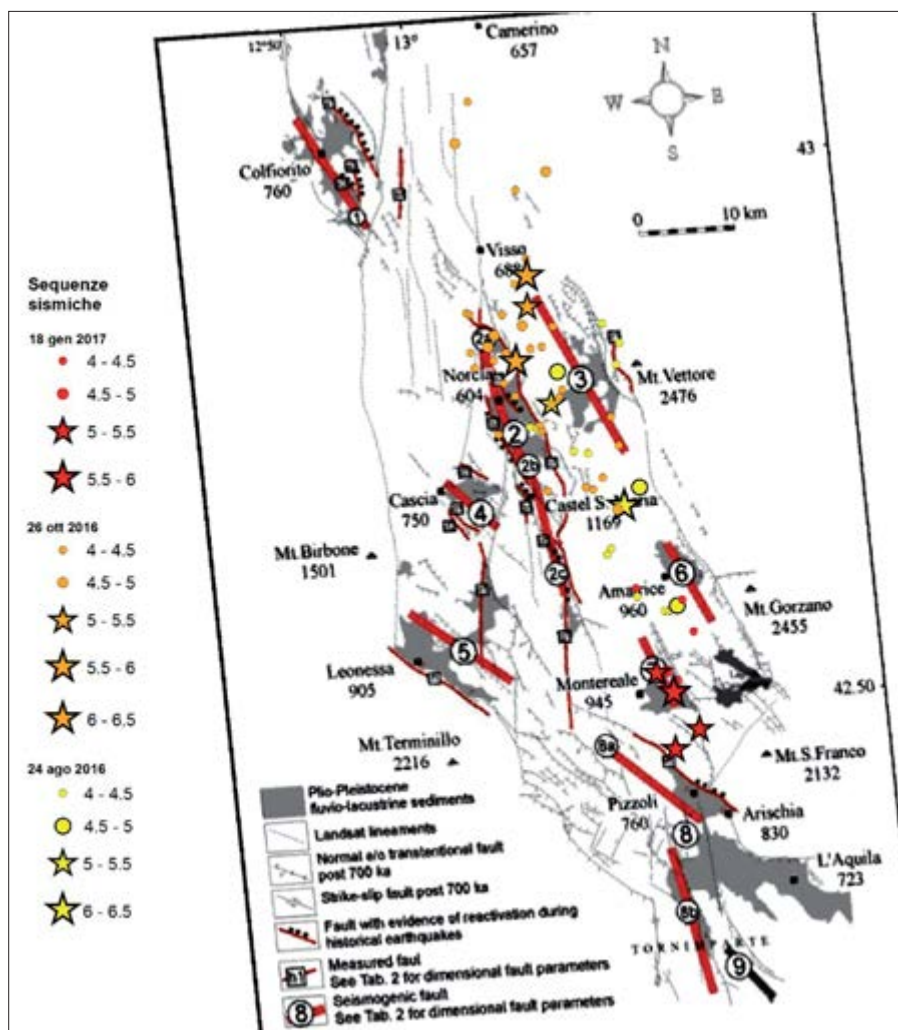 12°50
13°
Camerino
657
N
W
E
S
43
Colfiorito
760
1
0
10 km
Visso
688
Sequenze
sismiche
18 gen 2017
4 - 4.5
4.5 - 5
5 - 5.5
5.5 - 6
26 ott 2016
4 - 4.5
4.5 - 5
5 - 5.5
5.5 - 6
6 - 6.5
24 ago 2016
4 - 4.5
4.5 - 5
5 - 5.5
6 - 6.5
2a
3
Mt. Vettore
2476
Norcia
604
2
2b
Cascia
750
4
Castel S.
1169
Mt. Birbone
1501
2c
6
Amatrice
960
Mt. Gorzano
2455
5
Leonessa
905
7
Montereale
945
42.50
Mt. Terminillo
2216
8a
Mt.S.Franco
2132
Pizzoli
760
Arischia
830
8
L'Aquila
723
8b
TORNIMPARTE
9
Plio-Pleistocene
fluvio-lacustrine sediments
Landsat lineaments
Normal e/o transtentional fault
post 700 ka
Strike-slip fault post 700 ka
Fault with evidence of reactivation during
historical earthquakes
h1
Measured faul
See Tab. 2 for dimensional fault parameters
8
Seismogenic fault
See Tab. 2 for dimensional fault parameters